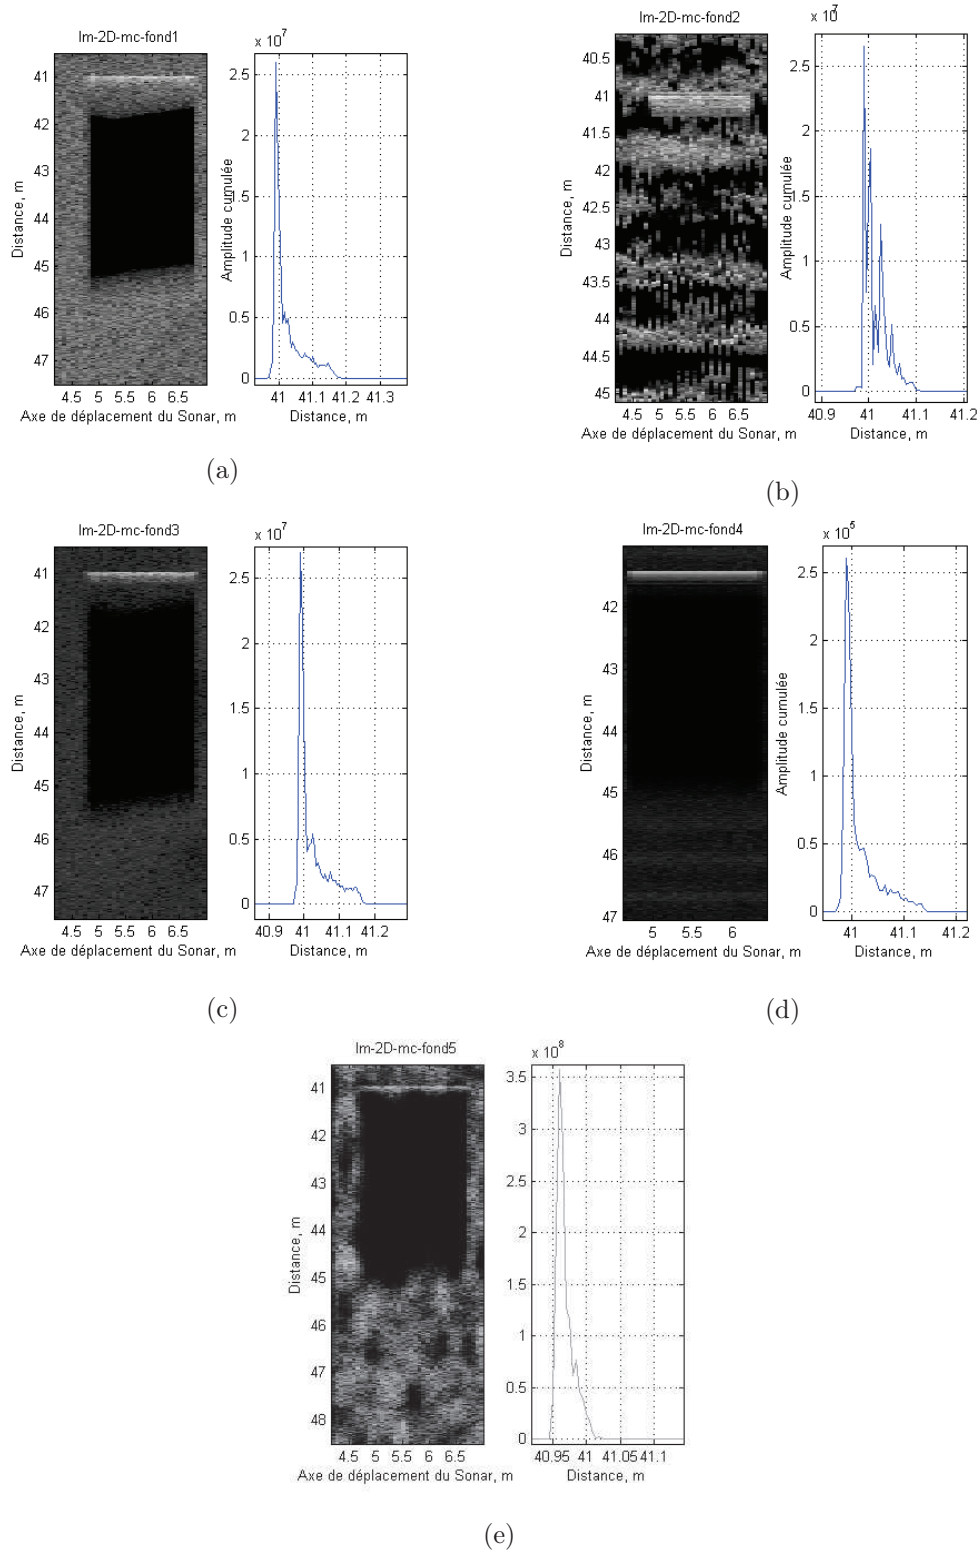 Im-2D-mc-fond1
x 10^7
41
42
43
44
45
46
47
Distance, m
4.5 5 5.5 6 6.5
Axe de déplacement du Sonar, m
2.5
2
1.5
1
0.5
0
Amplitude cumulée
41 41.1 41.2 41.3
Distance, m
(a)
Im-2D-mc-fond2
x 10^7
40.5
41
41.5
42
42.5
43
43.5
44
44.5
45
Distance, m
4.5 5 5.5 6 6.5
Axe de déplacement du Sonar, m
2.5
2
1.5
1
0.5
0
Amplitude cumulée
40.9 41 41.1 41.2
Distance, m
(b)
Im-2D-mc-fond3
x 10^7
41
42
43
44
45
46
47
Distance, m
4.5 5 5.5 6 6.5
Axe de déplacement du Sonar, m
2.5
2
1.5
1
0.5
0
40.9 41 41.1 41.2
Distance, m
(c)
Im-2D-mc-fond4
x 10^6
42
43
44
45
46
47
Distance, m
5 5.5 6
Axe de déplacement du Sonar, m
2.5
2
1.5
1
0.5
0
Amplitude cumulée
41 41.1 41.2
Distance, m
(d)
Im-2D-mc-fond5
x 10^8
41
42
43
44
45
46
47
48
Distance, m
4.5 5 5.5 6 6.5
Axe de déplacement du Sonar, m
3.5
3
2.5
2
1.5
1
0.5
0
40.95 41 41.05 41.1
Distance, m
(e)